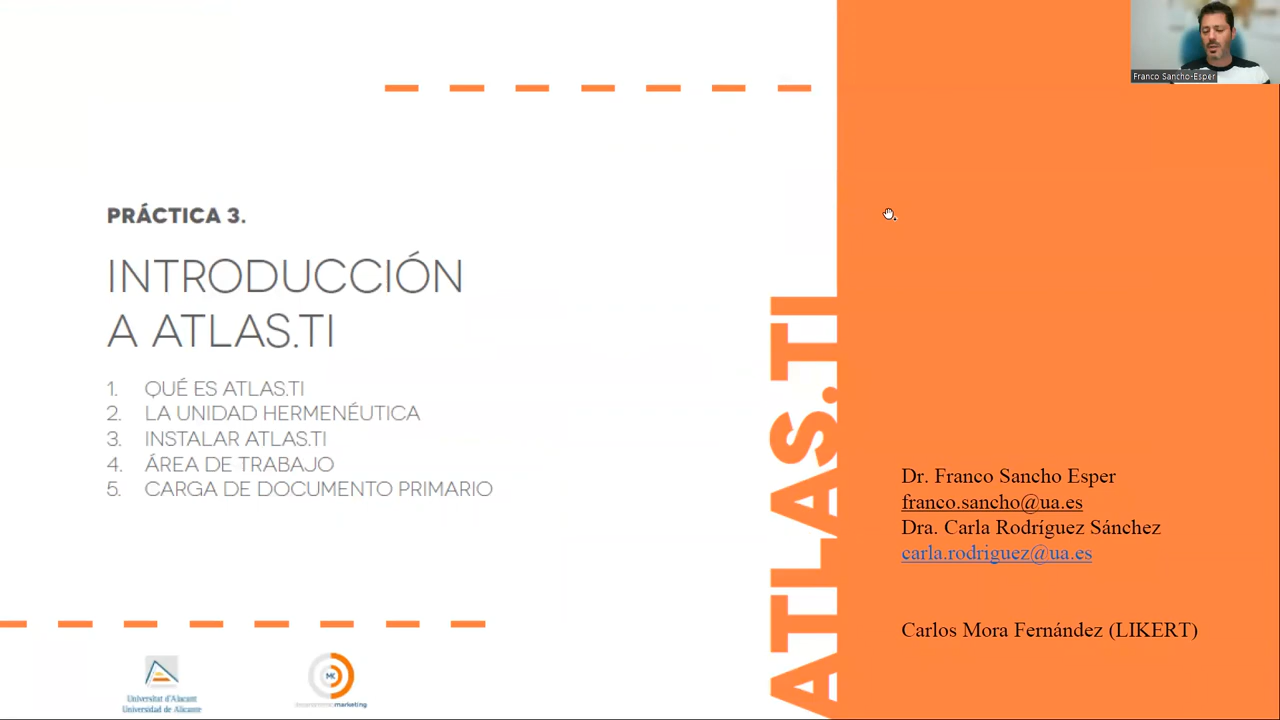 Franco Sancho-Esper
PRÁCTICA 3.
INTRODUCCIÓN
A ATLAS.TI
1. QUÉ ES ATLAS.TI
2. LA UNIDAD HERMENÉUTICA
3. INSTALAR ATLAS.TI
4. ÁREA DE TRABAJO
5. CARGA DE DOCUMENTO PRIMARIO
ATLAS.TI
Dr. Franco Sancho Esper
franco.sancho@ua.es
Dra. Carla Rodríguez Sánchez
carla.rodriguez@ua.es
Carlos Mora Fernández (LIKERT)
Universitat d'Alacant
Universidad de Alicante
MK
marketing